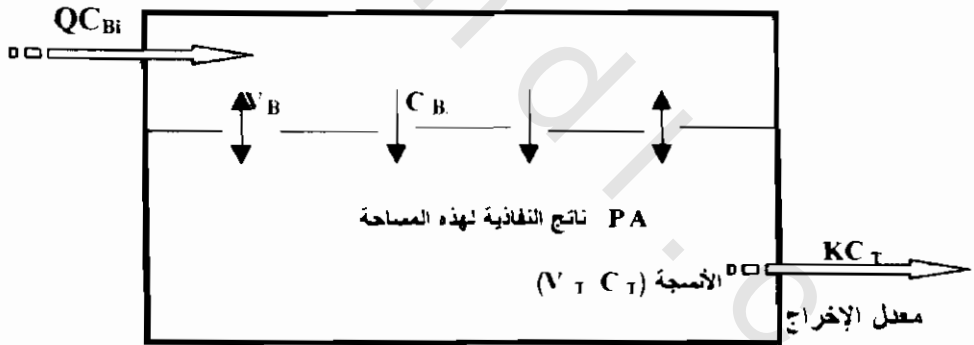 QC_Bi
V_B C_B.
PA ناتج النفاذية لهذه المساحة
الأنسجة (V_T C_T)
KC_T
معدل الإخراج